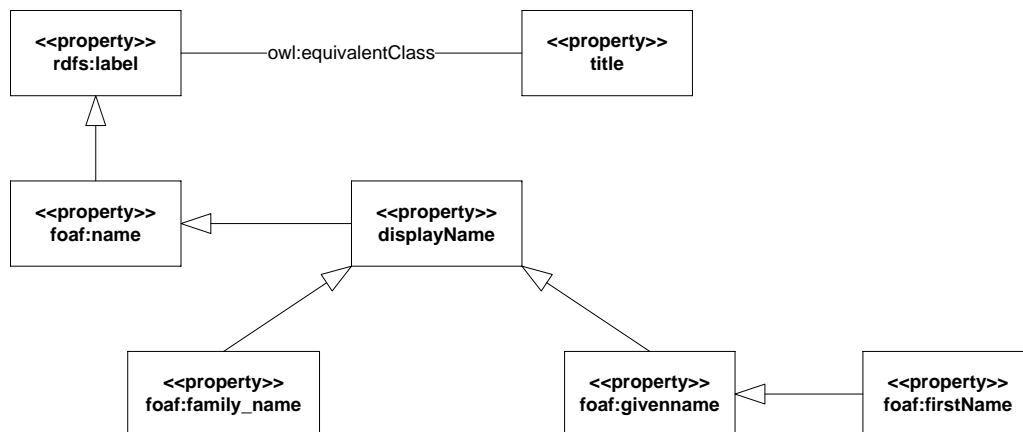 <<property>>
rdfs:label
owl:equivalentClass
<<property>>
title
<<property>>
foaf:name
<<property>>
displayName
<<property>>
foaf:family_name
<<property>>
foaf:givenname
<<property>>
foaf:firstName